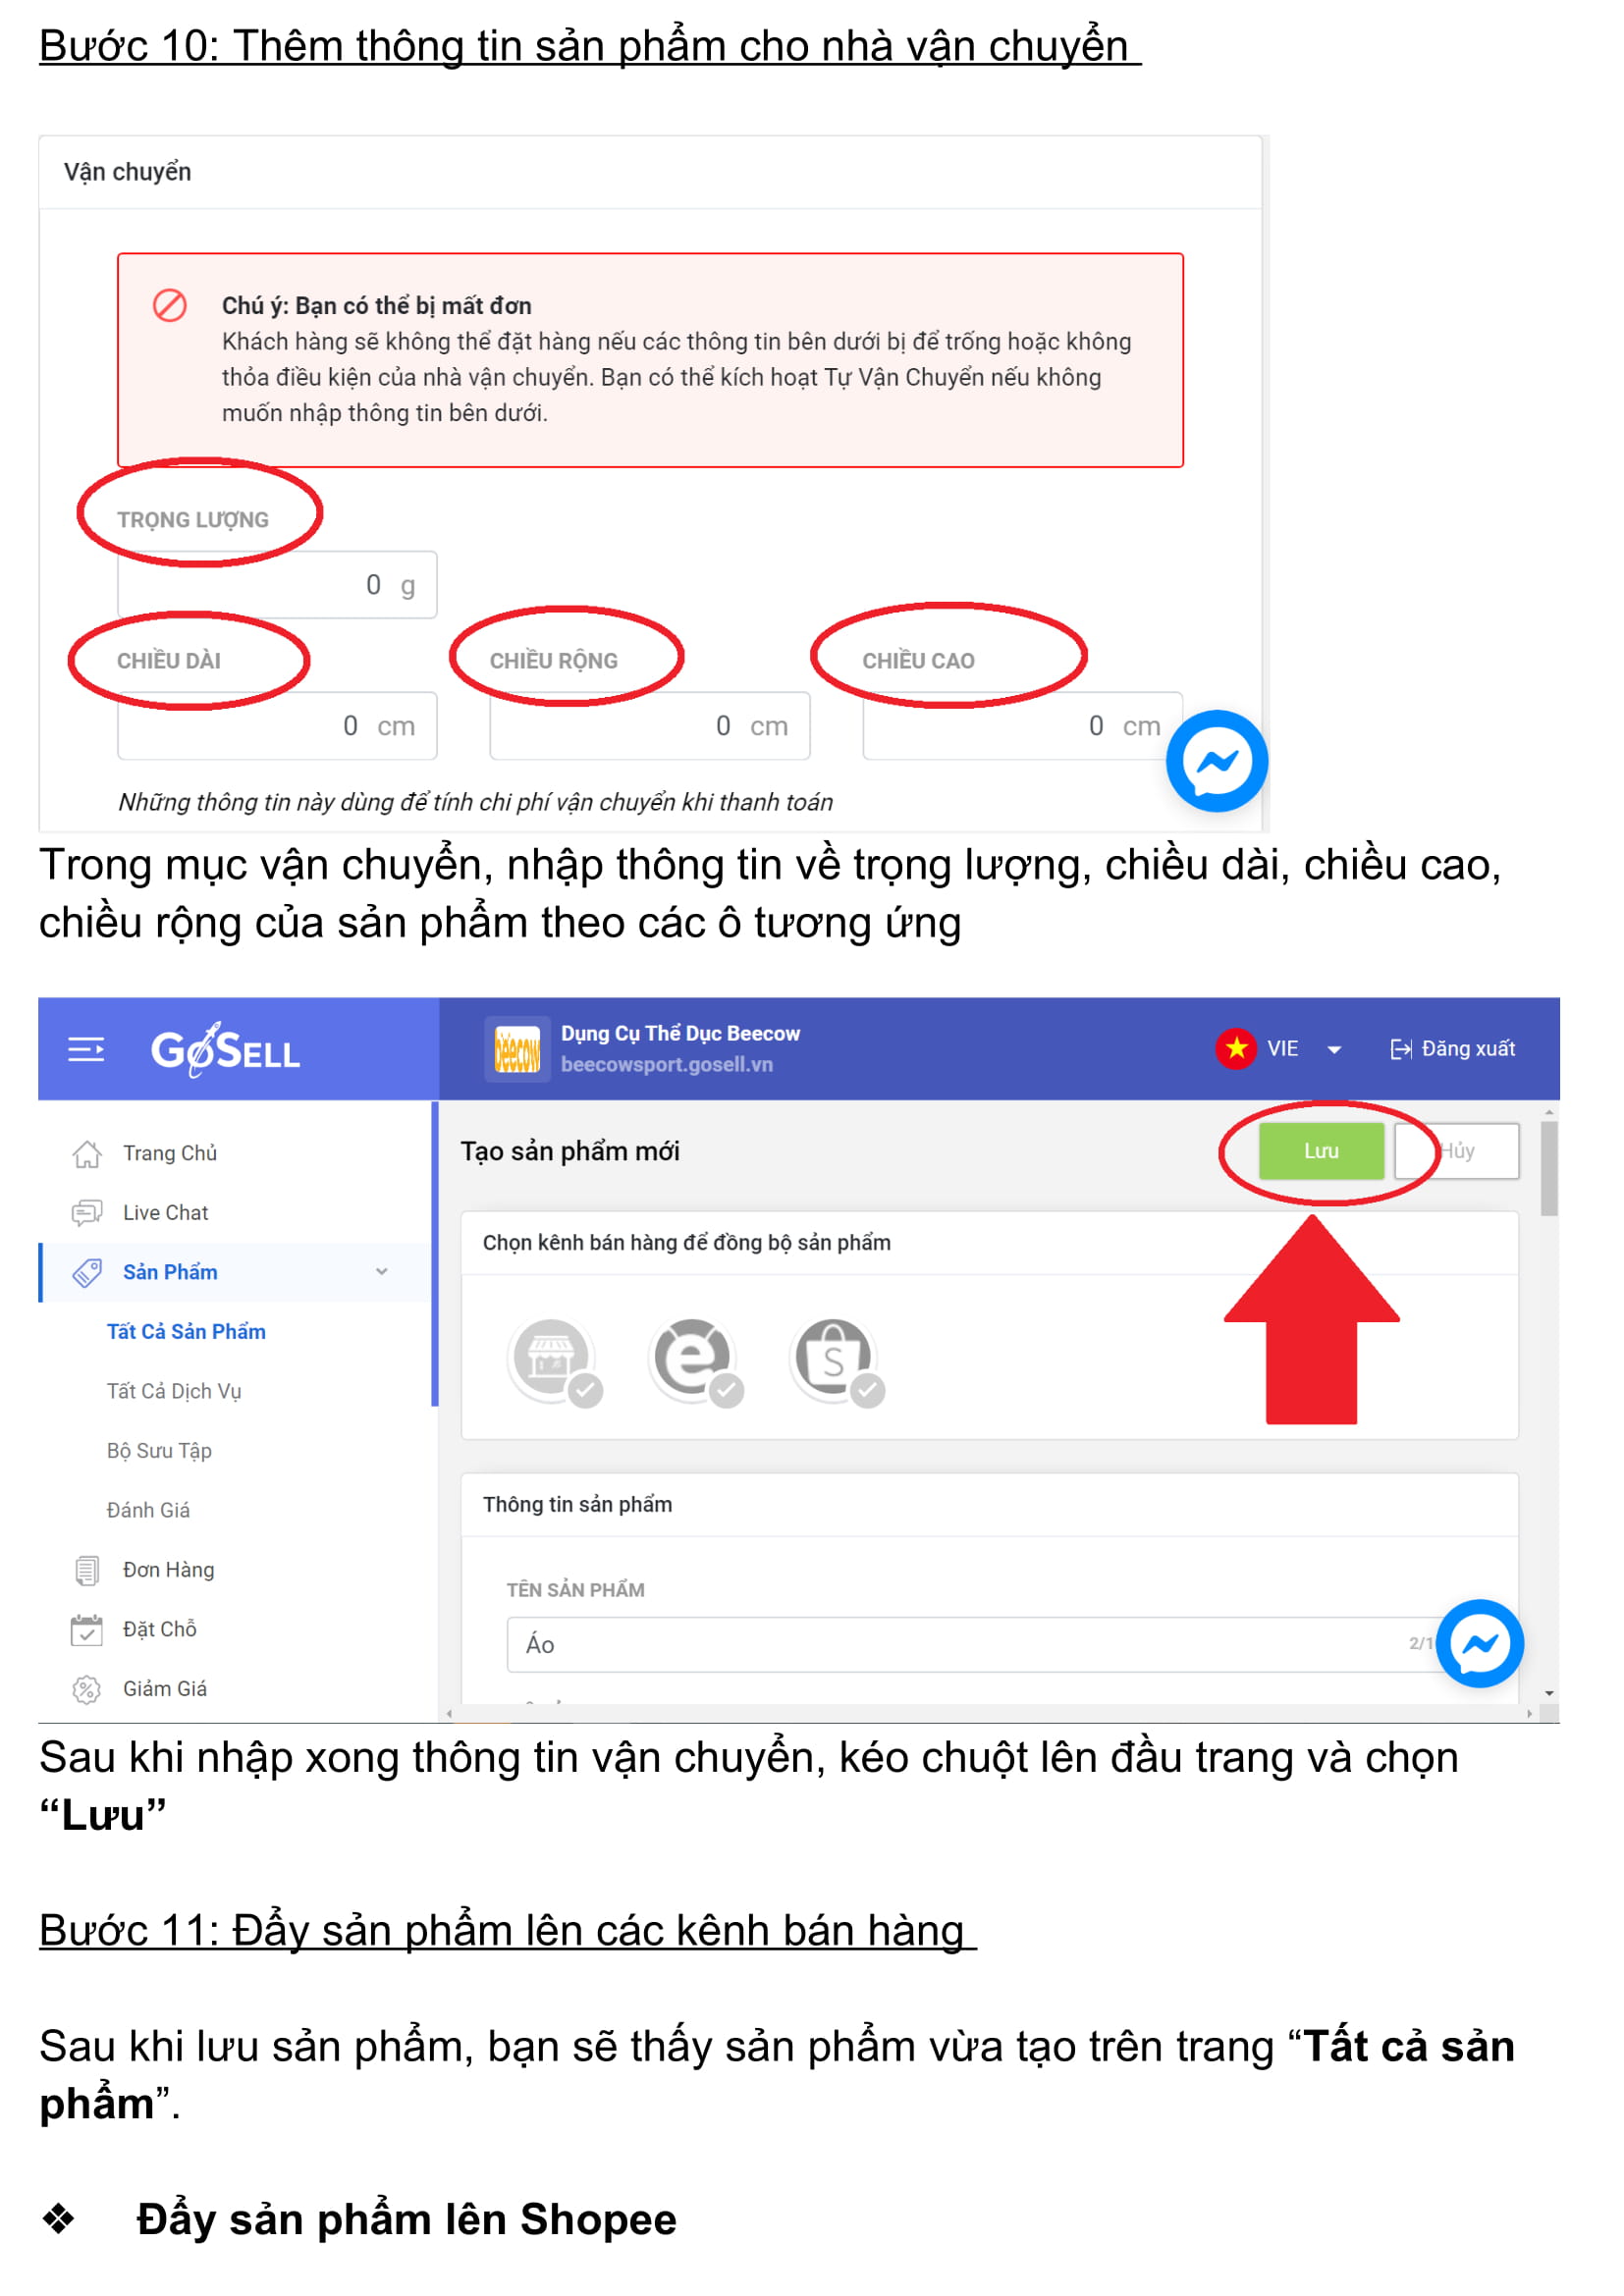 Bước 10: Thêm thông tin sản phẩm cho nhà vận chuyển
Vận chuyển
Chú ý: Bạn có thể bị mất đơn
Khách hàng sẽ không thể đặt hàng nếu các thông tin bên dưới bị để trống hoặc không
thỏa điều kiện của nhà vận chuyển. Bạn có thể kích hoạt Tự Vận Chuyển nếu không
muốn nhập thông tin bên dưới.
TRỌNG LƯỢNG
0 g
CHIỀU DÀI CHIỀU RỘNG CHIỀU CAO
0 cm 0 cm 0 cm
Những thông tin này dùng để tính chi phí vận chuyển khi thanh toán
Trong mục vận chuyển, nhập thông tin về trọng lượng, chiều dài, chiều cao,
chiều rộng của sản phẩm theo các ô tương ứng
GOSELL
beecow
Dụng Cụ Thể Dục Beecow
beecowsport.gosell.vn
VIE
Đăng xuất
Trang Chủ
Live Chat
Sản Phẩm
Tất Cả Sản Phẩm
Tất Cả Dịch Vụ
Bộ Sưu Tập
Đánh Giá
Đơn Hàng
Đặt Chỗ
Giảm Giá
Tạo sản phẩm mới
Lưu
Hủy
Chọn kênh bán hàng để đồng bộ sản phẩm
Thông tin sản phẩm
TÊN SẢN PHẨM
Áo
Sau khi nhập xong thông tin vận chuyển, kéo chuột lên đầu trang và chọn
“Lưu”
Bước 11: Đẩy sản phẩm lên các kênh bán hàng
Sau khi lưu sản phẩm, bạn sẽ thấy sản phẩm vừa tạo trên trang “Tất cả sản
phẩm”.
❖ Đẩy sản phẩm lên Shopee